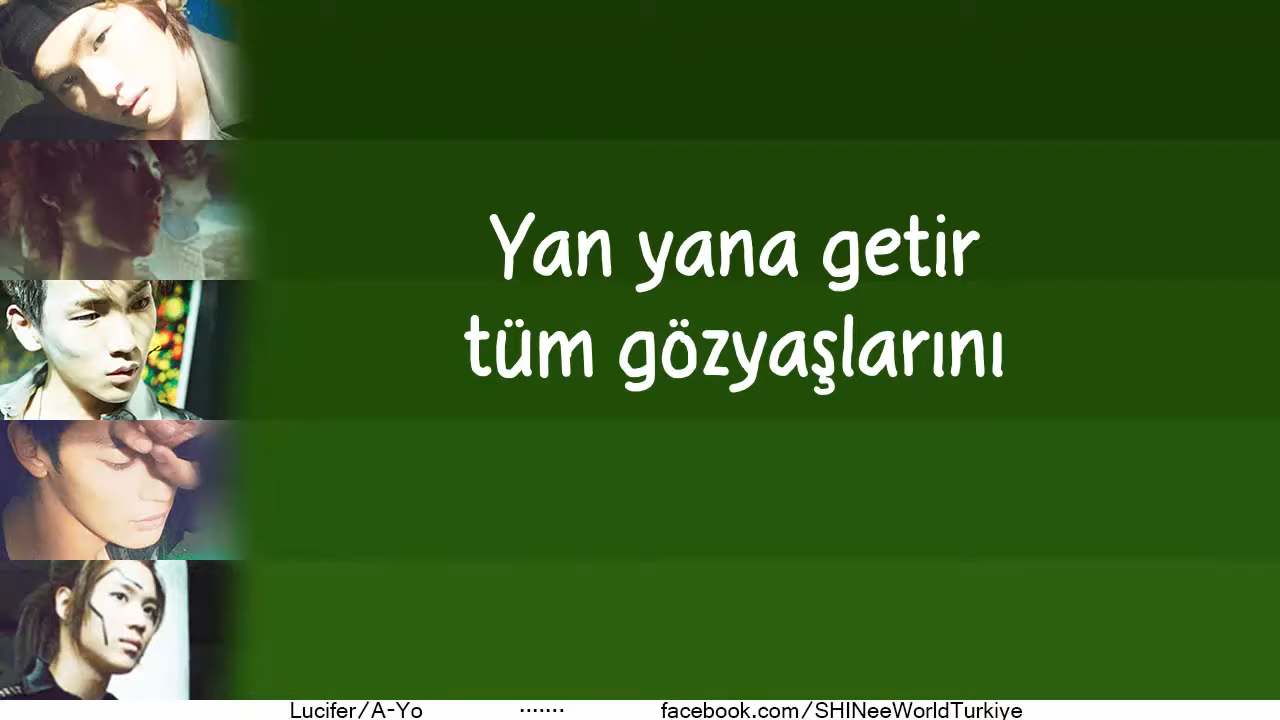 Yan yana getir
tüm gözyaşlarını
Lucifer/A-Yo ······· facebook.com/SHINeeWorldTurkiye